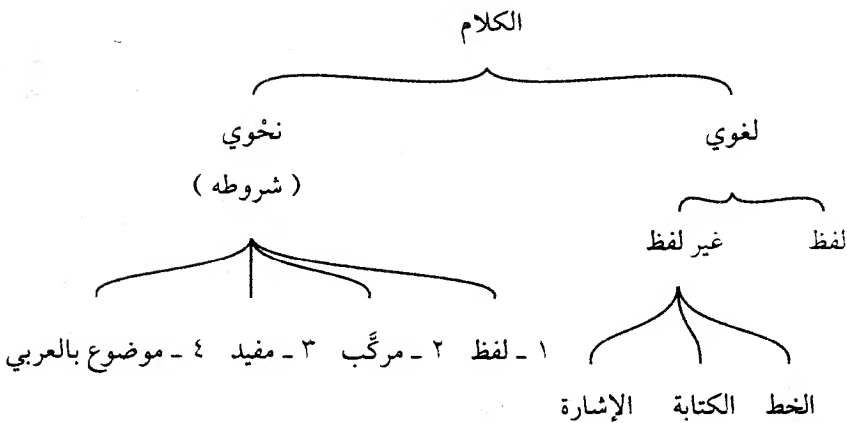 الكلام
لغوي نحْوي
( شروطه )
لفظ غير لفظ
١ - لفظ ٢ - مركَّب ٣ - مفيد ٤ - موضوع بالعربي
الخط الكتابة الإشارة